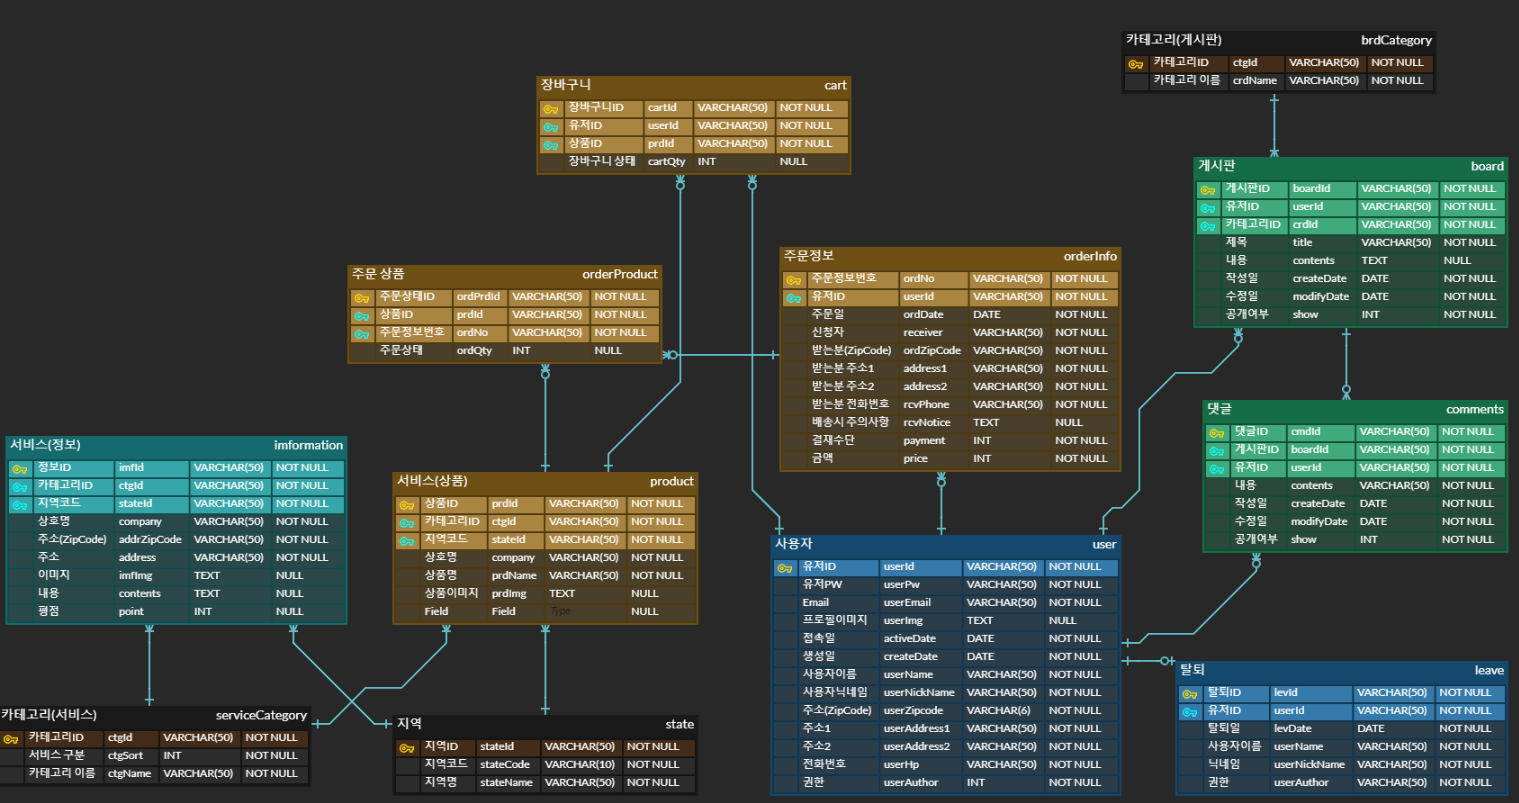 카테고리(게시판) brdCategory
카테고리ID ctgId VARCHAR(50) NOT NULL
카테고리 이름 crdName VARCHAR(50) NOT NULL
장바구니 cart
장바구니ID cartId VARCHAR(50) NOT NULL
유저ID userId VARCHAR(50) NOT NULL
상품ID prdId VARCHAR(50) NOT NULL
장바구니 상태 cartQty INT NULL
게시판 board
게시판ID boardId VARCHAR(50) NOT NULL
유저ID userId VARCHAR(50) NOT NULL
카테고리ID crdId VARCHAR(50) NOT NULL
제목 title VARCHAR(50) NOT NULL
내용 contents TEXT NULL
작성일 createDate DATE NOT NULL
수정일 modifyDate DATE NOT NULL
공개여부 show INT NOT NULL
주문 상품 orderProduct
주문상태ID ordPrdId VARCHAR(50) NOT NULL
상품ID prdId VARCHAR(50) NOT NULL
주문정보번호 ordNo VARCHAR(50) NOT NULL
주문상태 ordQty INT NULL
주문정보 orderInfo
주문정보번호 ordNo VARCHAR(50) NOT NULL
유저ID userId VARCHAR(50) NOT NULL
주문일 ordDate DATE NOT NULL
신청자 receiver VARCHAR(50) NOT NULL
받는분(ZipCode) ordZipCode VARCHAR(50) NOT NULL
받는분 주소1 address1 VARCHAR(50) NOT NULL
받는분 주소2 address2 VARCHAR(50) NOT NULL
받는분 전화번호 rcvPhone VARCHAR(50) NOT NULL
배송시 주의사항 rcvNotice TEXT NULL
결재수단 payment INT NOT NULL
금액 price INT NOT NULL
댓글 comments
댓글ID cmdId VARCHAR(50) NOT NULL
게시판ID boardId VARCHAR(50) NOT NULL
유저ID userId VARCHAR(50) NOT NULL
내용 contents VARCHAR(50) NOT NULL
작성일 createDate DATE NOT NULL
수정일 modifyDate DATE NOT NULL
공개여부 show INT NOT NULL
서비스(정보) imformation
정보ID imfId VARCHAR(50) NOT NULL
카테고리ID ctgId VARCHAR(50) NOT NULL
지역코드 stateId VARCHAR(50) NOT NULL
상호명 company VARCHAR(50) NOT NULL
주소(ZipCode) addrZipCode VARCHAR(50) NOT NULL
주소 address VARCHAR(50) NOT NULL
이미지 imfImg TEXT NULL
내용 contents TEXT NULL
평점 point INT NULL
서비스(상품) product
상품ID prdId VARCHAR(50) NOT NULL
카테고리ID ctgId VARCHAR(50) NOT NULL
지역코드 stateId VARCHAR(50) NOT NULL
상호명 company VARCHAR(50) NOT NULL
상품명 prdName VARCHAR(50) NOT NULL
상품이미지 prdImg TEXT NULL
Field Field Type NULL
사용자 user
유저ID userId VARCHAR(50) NOT NULL
유저PW userPw VARCHAR(50) NOT NULL
Email userEmail VARCHAR(50) NOT NULL
프로필이미지 userImg TEXT NULL
접속일 activeDate DATE NOT NULL
생성일 createDate DATE NOT NULL
사용자이름 userName VARCHAR(50) NOT NULL
사용자닉네임 userNickName VARCHAR(50) NOT NULL
주소(ZipCode) userZipcode VARCHAR(6) NOT NULL
주소1 userAddress1 VARCHAR(50) NOT NULL
주소2 userAddress2 VARCHAR(50) NOT NULL
전화번호 userHp VARCHAR(50) NOT NULL
권한 userAuthor INT NOT NULL
탈퇴 leave
탈퇴ID levId VARCHAR(50) NOT NULL
유저ID userId VARCHAR(50) NOT NULL
탈퇴일 levDate DATE NOT NULL
사용자이름 userName VARCHAR(50) NOT NULL
닉네임 userNickName VARCHAR(50) NOT NULL
권한 userAuthor VARCHAR(50) NOT NULL
카테고리(서비스) serviceCategory
카테고리ID ctgId VARCHAR(50) NOT NULL
서비스 구분 ctgSort INT NOT NULL
카테고리 이름 ctgName VARCHAR(50) NOT NULL
지역 state
지역ID stateId VARCHAR(50) NOT NULL
지역코드 stateCode VARCHAR(10) NOT NULL
지역명 stateName VARCHAR(50) NOT NULL